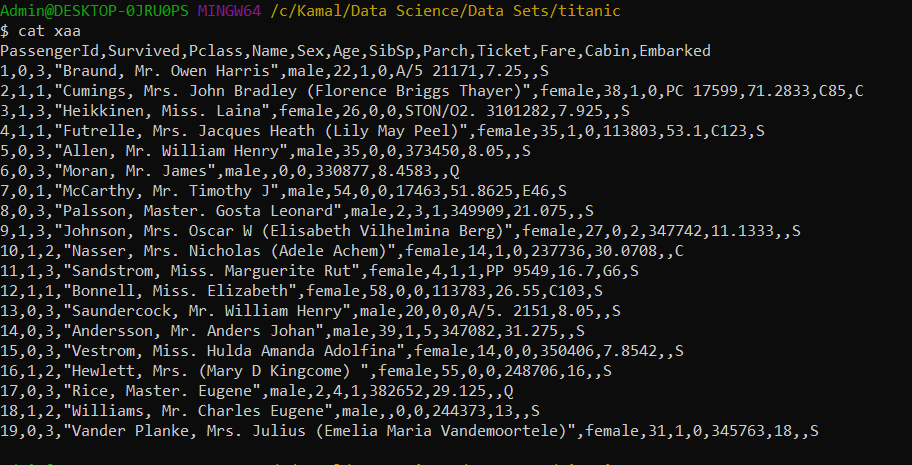 Admin@DESKTOP-0JRU0PS MINGW64 /c/Kamal/Data Science/Data Sets/titanic
$ cat xaa
PassengerId,Survived,Pclass,Name,Sex,Age,SibSp,Parch,Ticket,Fare,Cabin,Embarked
1,0,3,"Braund, Mr. Owen Harris",male,22,1,0,A/5 21171,7.25,,S
2,1,1,"Cumings, Mrs. John Bradley (Florence Briggs Thayer)",female,38,1,0,PC 17599,71.2833,C85,C
3,1,3,"Heikkinen, Miss. Laina",female,26,0,0,STON/O2. 3101282,7.925,,S
4,1,1,"Futrelle, Mrs. Jacques Heath (Lily May Peel)",female,35,1,0,113803,53.1,C123,S
5,0,3,"Allen, Mr. William Henry",male,35,0,0,373450,8.05,,S
6,0,3,"Moran, Mr. James",male,,0,0,330877,8.4583,,Q
7,0,1,"McCarthy, Mr. Timothy J",male,54,0,0,17463,51.8625,E46,S
8,0,3,"Palsson, Master. Gosta Leonard",male,2,3,1,349909,21.075,,S
9,1,3,"Johnson, Mrs. Oscar W (Elisabeth Vilhelmina Berg)",female,27,0,2,347742,11.1333,,S
10,1,2,"Nasser, Mrs. Nicholas (Adele Achem)",female,14,1,0,237736,30.0708,,C
11,1,3,"Sandstrom, Miss. Marguerite Rut",female,4,1,1,PP 9549,16.7,G6,S
12,1,1,"Bonnell, Miss. Elizabeth",female,58,0,0,113783,26.55,C103,S
13,0,3,"Saundercock, Mr. William Henry",male,20,0,0,A/5. 2151,8.05,,S
14,0,3,"Andersson, Mr. Anders Johan",male,39,1,5,347082,31.275,,S
15,0,3,"Vestrom, Miss. Hulda Amanda Adolfina",female,14,0,0,350406,7.8542,,S
16,1,2,"Hewlett, Mrs. (Mary D Kingcome) ",female,55,0,0,248706,16,,S
17,0,3,"Rice, Master. Eugene",male,2,4,1,382652,29.125,,Q
18,1,2,"Williams, Mr. Charles Eugene",male,,0,0,244373,13,,S
19,0,3,"Vander Planke, Mrs. Julius (Emelia Maria Vandemoortele)",female,31,1,0,345763,18,,S